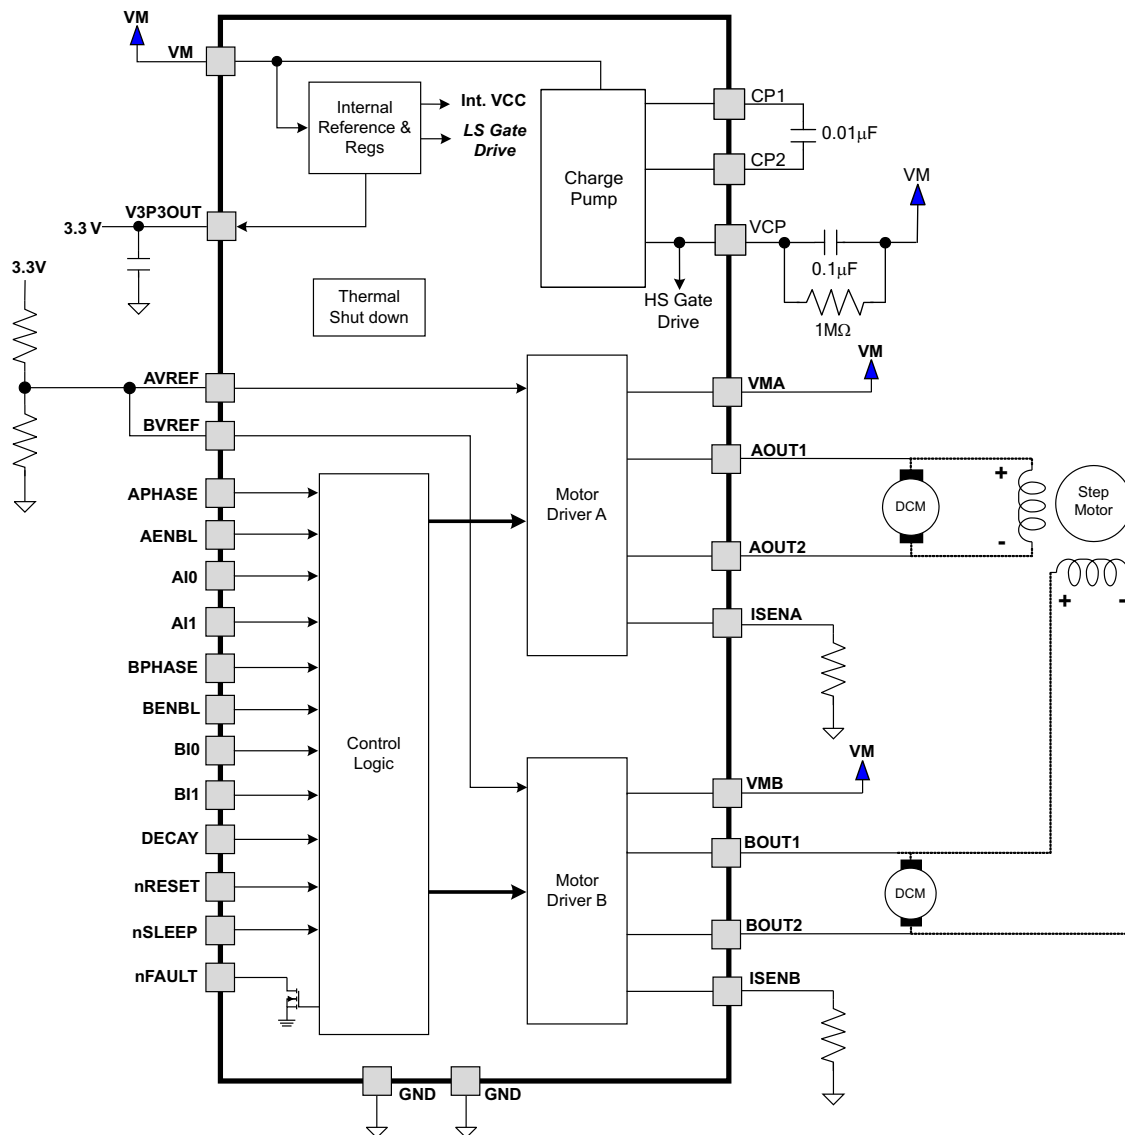 VM
VM
Internal
Reference &
Regs
Int. VCC
LS Gate
Drive
Charge
Pump
CP1
0.01µF
CP2
VM
VCP
0.1µF
1MΩ
HS Gate
Drive
V3P3OUT
3.3 V
3.3V
Thermal
Shut down
AVREF
BVREF
APHASE
AENBL
AI0
AI1
BPHASE
BENBL
BI0
BI1
DECAY
nRESET
nSLEEP
nFAULT
Control
Logic
Motor
Driver A
VMA
VM
AOUT1
DCM
+
-
Step
Motor
AOUT2
+
-
ISENA
Motor
Driver B
VM
VMB
BOUT1
DCM
BOUT2
ISENB
GND
GND